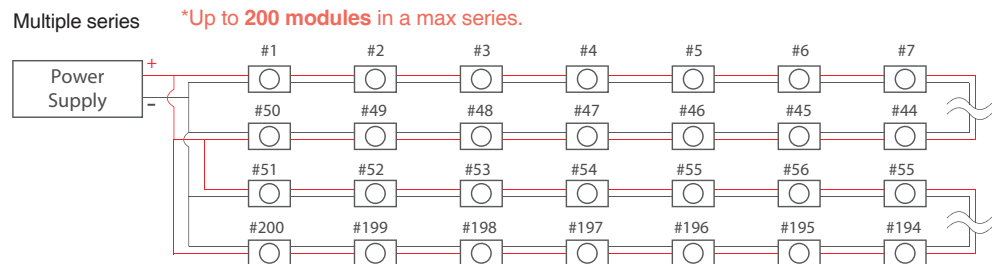 Multiple series *Up to 200 modules in a max series.
#1 #2 #3 #4 #5 #6 #7
Power
Supply
+
-
#50 #49 #48 #47 #46 #45 #44
#51 #52 #53 #54 #55 #56 #55
#200 #199 #198 #197 #196 #195 #194